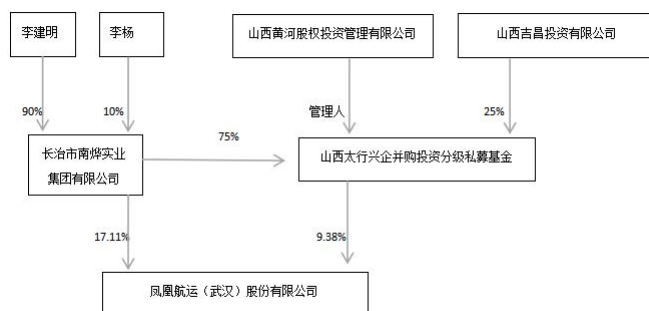 李建明
李杨
山西黄河股权投资管理有限公司
山西吉昌投资有限公司
90%
10%
管理人
25%
75%
长治市南烨实业
集团有限公司
山西太行兴企并购投资分级私募基金
17.11%
9.38%
凤凰航运（武汉）股份有限公司